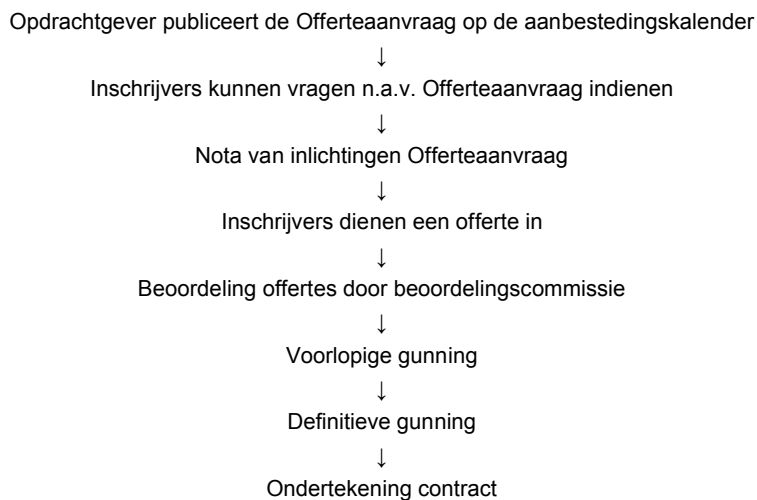 Opdrachtgever publiceert de Offerteaanvraag op de aanbestedingskalender
↓
Inschrijvers kunnen vragen n.a.v. Offerteaanvraag indienen
↓
Nota van inlichtingen Offerteaanvraag
↓
Inschrijvers dienen een offerte in
↓
Beoordeling offertes door beoordelingscommissie
↓
Voorlopige gunning
↓
Definitieve gunning
↓
Ondertekening contract